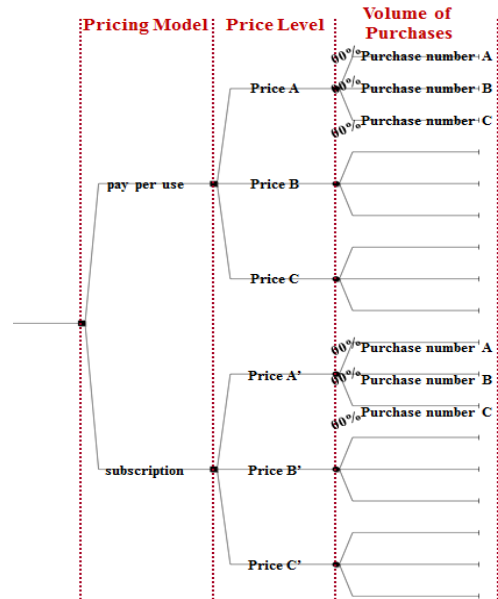 Pricing Model
Price Level
Volume of
Purchases
60% Purchase number A
Price A
60% Purchase number B
60% Purchase number C
pay per use
Price B
Price C
60% Purchase number A
Price A’
60% Purchase number B
60% Purchase number C
subscription
Price B’
Price C’